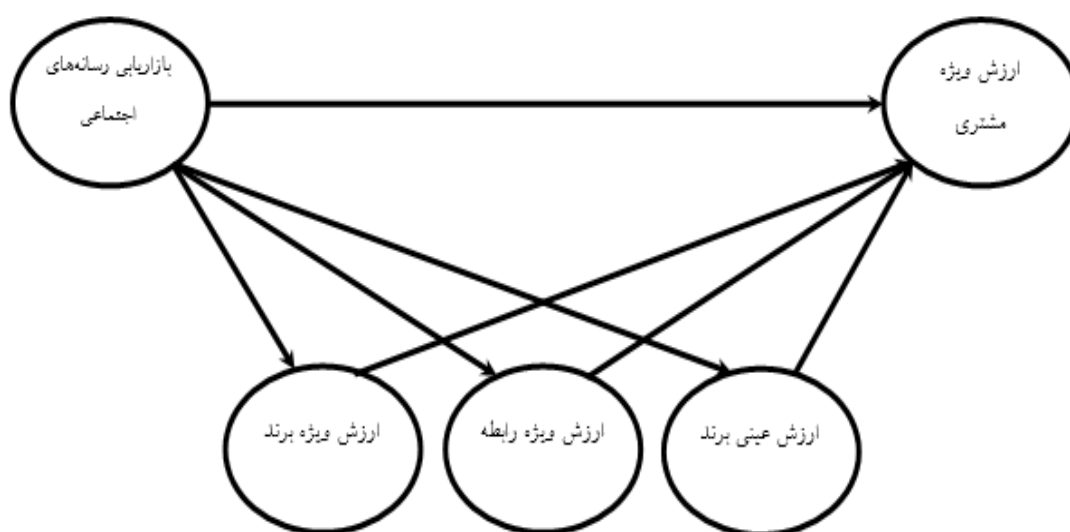 بازاریابی رسانه‌های
اجتماعی
ارزش ویژه
مشتری
ارزش ویژه برند
ارزش ویژه رابطه
ارزش عینی برند